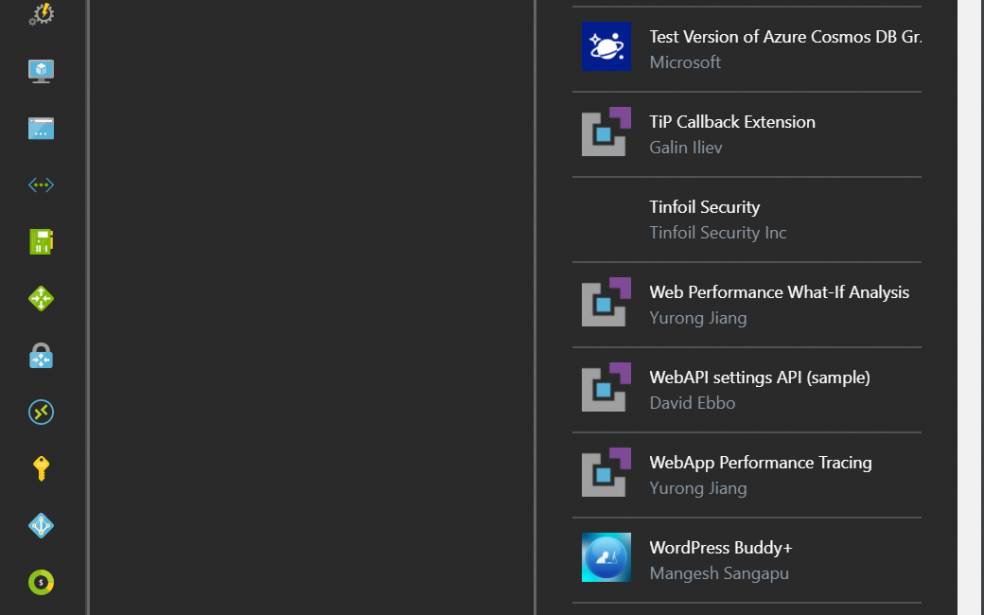 Test Version of Azure Cosmos DB Gr.
Microsoft
TiP Callback Extension
Galin Iliev
Tinfoil Security
Tinfoil Security Inc
Web Performance What-If Analysis
Yurong Jiang
WebAPI settings API (sample)
David Ebbo
WebApp Performance Tracing
Yurong Jiang
WordPress Buddy+
Mangesh Sangapu